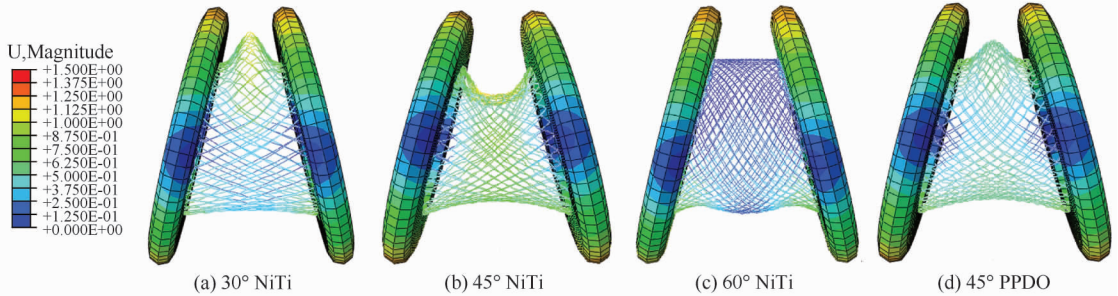 U,Magnitude
+1.500E+00
+1.375E+00
+1.250E+00
+1.125E+00
+1.000E+00
+8.750E-01
+7.500E-01
+6.250E-01
+5.000E-01
+3.750E-01
+2.500E-01
+1.250E-01
+0.000E+00
(a) 30° NiTi
(b) 45° NiTi
(c) 60° NiTi
(d) 45° PPDO